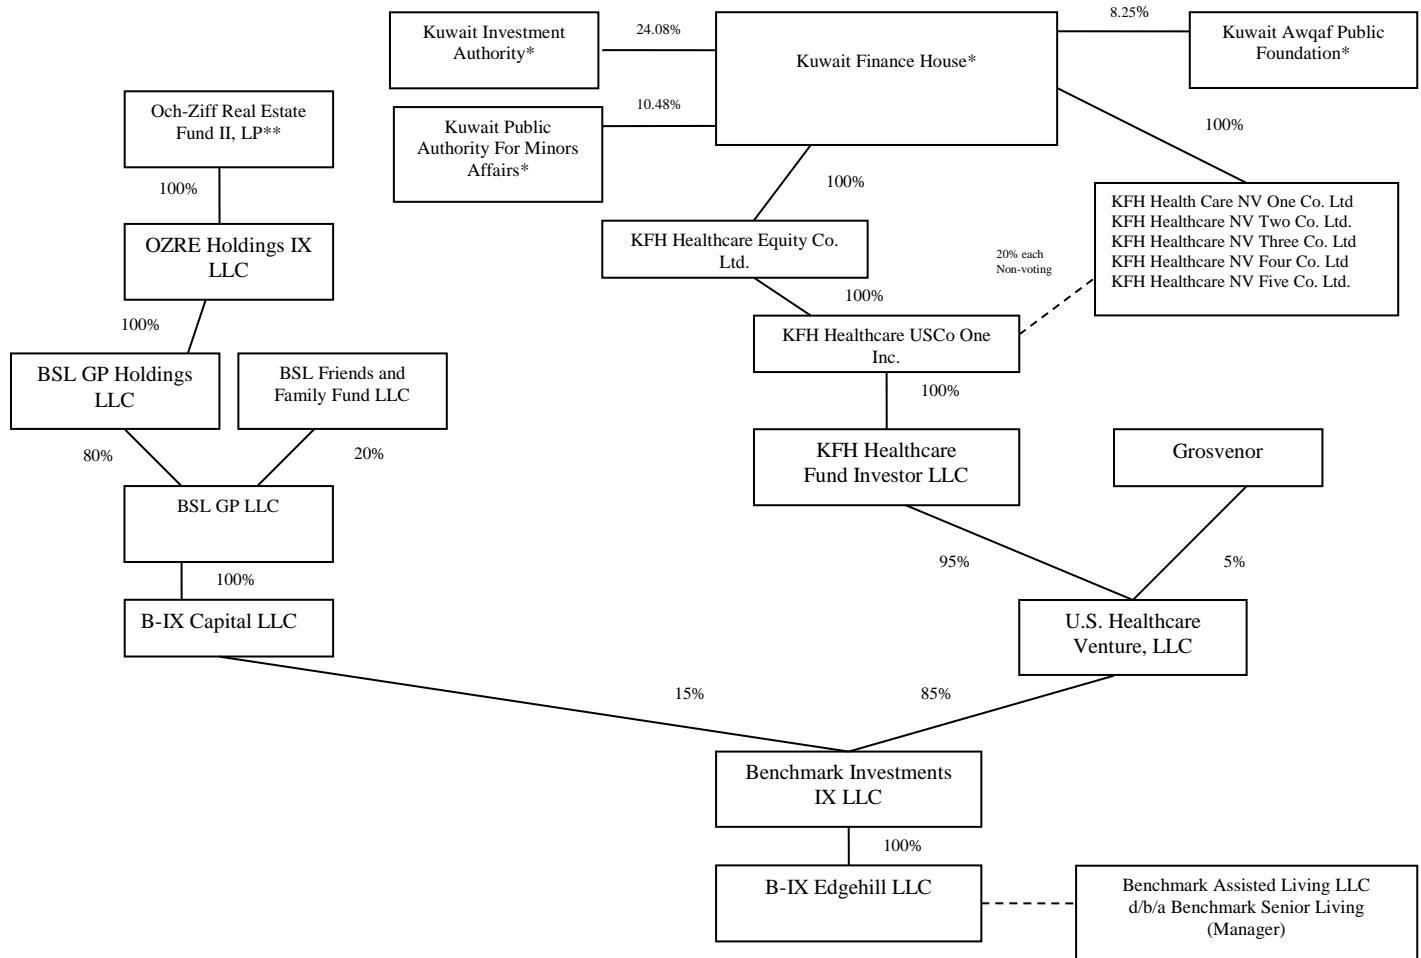 Kuwait Investment
Authority*
24.08%
Kuwait Finance House*
8.25%
Kuwait Awqaf Public
Foundation*
Och-Ziff Real Estate
Fund II, LP**
10.48%
Kuwait Public
Authority For Minors
Affairs*
100%
100%
100%
KFH Health Care NV One Co. Ltd
KFH Healthcare NV Two Co. Ltd.
KFH Healthcare NV Three Co. Ltd
KFH Healthcare NV Four Co. Ltd
KFH Healthcare NV Five Co. Ltd.
OZRE Holdings IX
LLC
KFH Healthcare Equity Co.
Ltd.
20% each
Non-voting
100%
100%
KFH Healthcare USCo One
Inc.
BSL GP Holdings
LLC
BSL Friends and
Family Fund LLC
100%
80%
20%
KFH Healthcare
Fund Investor LLC
Grosvenor
BSL GP LLC
95%
5%
100%
B-IX Capital LLC
U.S. Healthcare
Venture, LLC
15%
85%
Benchmark Investments
IX LLC
100%
B-IX Edgehill LLC
Benchmark Assisted Living LLC
d/b/a Benchmark Senior Living
(Manager)